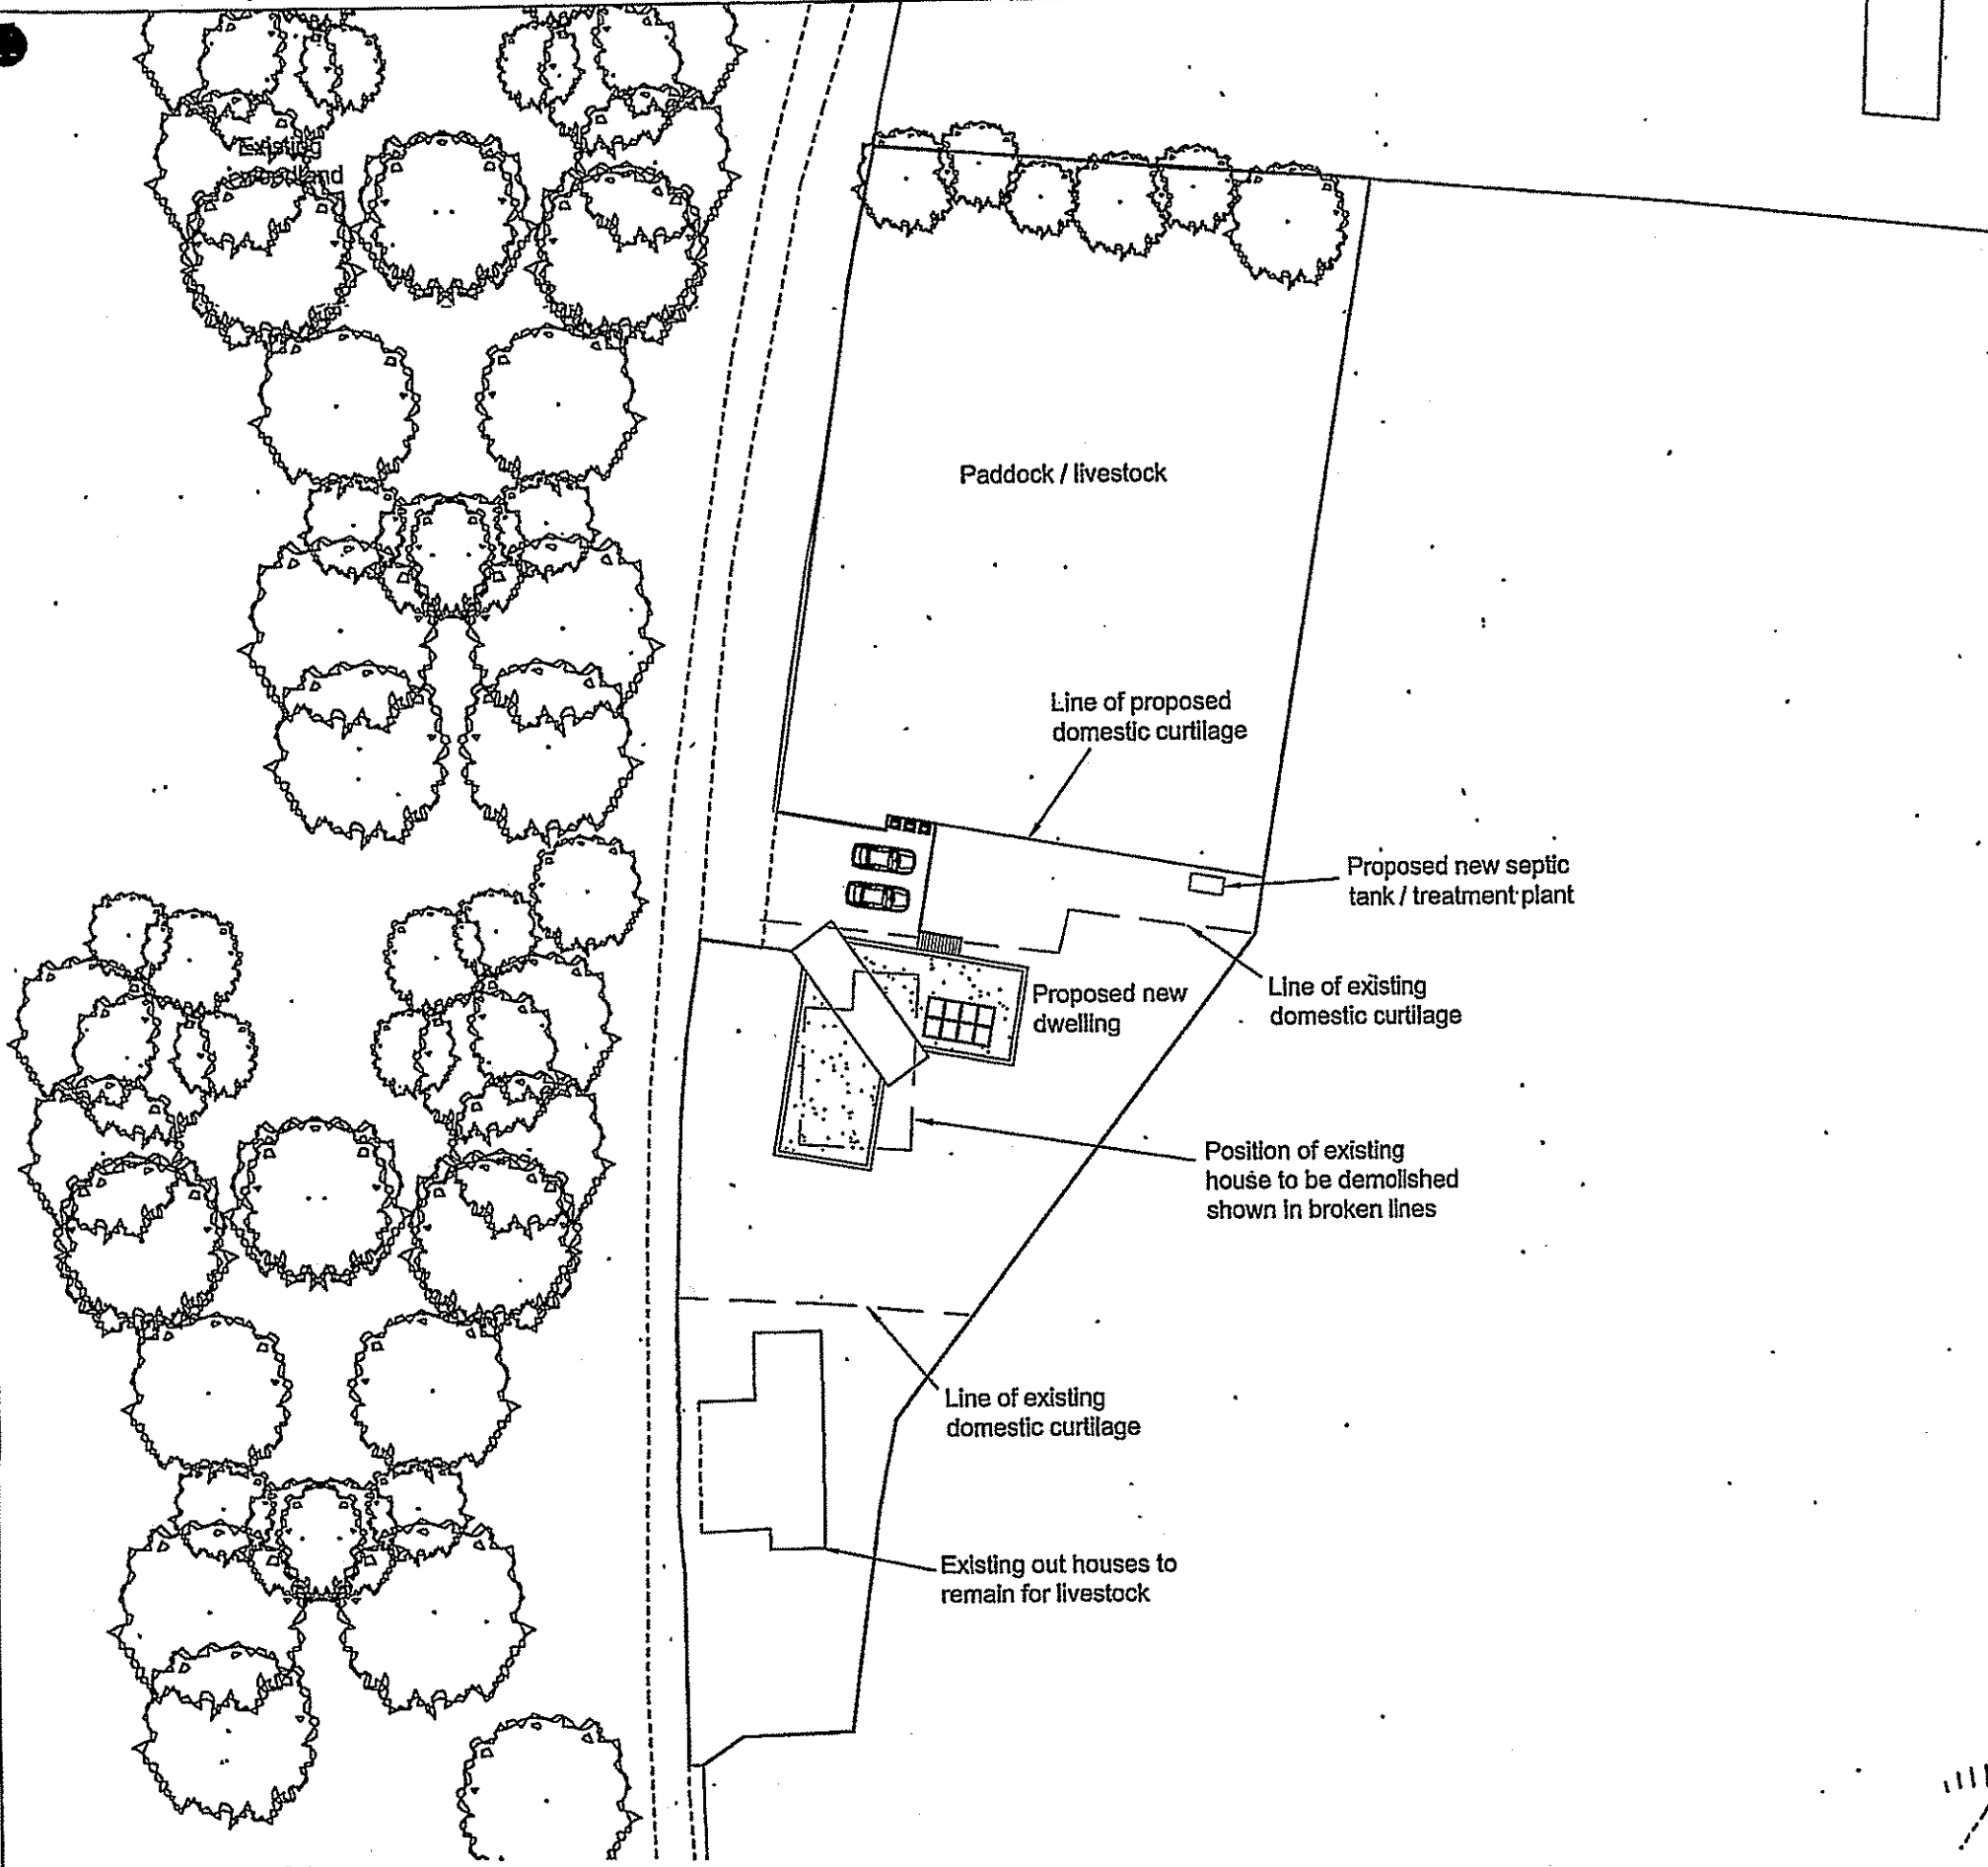 Existing
woodland
Paddock / livestock
Line of proposed
domestic curtilage
Proposed new septic
tank / treatment plant
Line of existing
domestic curtilage
Proposed new
dwelling
Position of existing
house to be demolished
shown in broken lines
Line of existing
domestic curtilage
Existing out houses to
remain for livestock